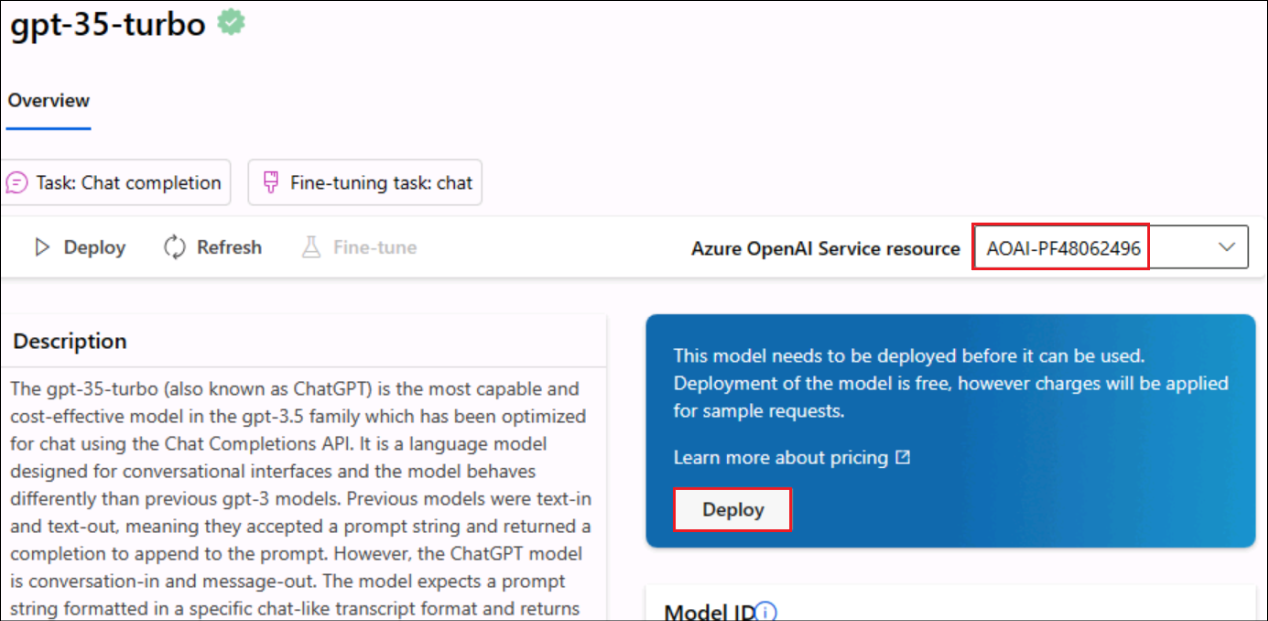 gpt-35-turbo
Overview
Task: Chat completion
Fine-tuning task: chat
Deploy
Refresh
Fine-tune
Azure OpenAI Service resource
AOAI-PF48062496
Description
The gpt-35-turbo (also known as ChatGPT) is the most capable and
cost-effective model in the gpt-3.5 family which has been optimized
for chat using the Chat Completions API. It is a language model
designed for conversational interfaces and the model behaves
differently than previous gpt-3 models. Previous models were text-in
and text-out, meaning they accepted a prompt string and returned a
completion to append to the prompt. However, the ChatGPT model
is conversation-in and message-out. The model expects a prompt
string formatted in a specific chat-like transcript format and returns
This model needs to be deployed before it can be used.
Deployment of the model is free, however charges will be applied
for sample requests.
Learn more about pricing
Deploy
Model ID